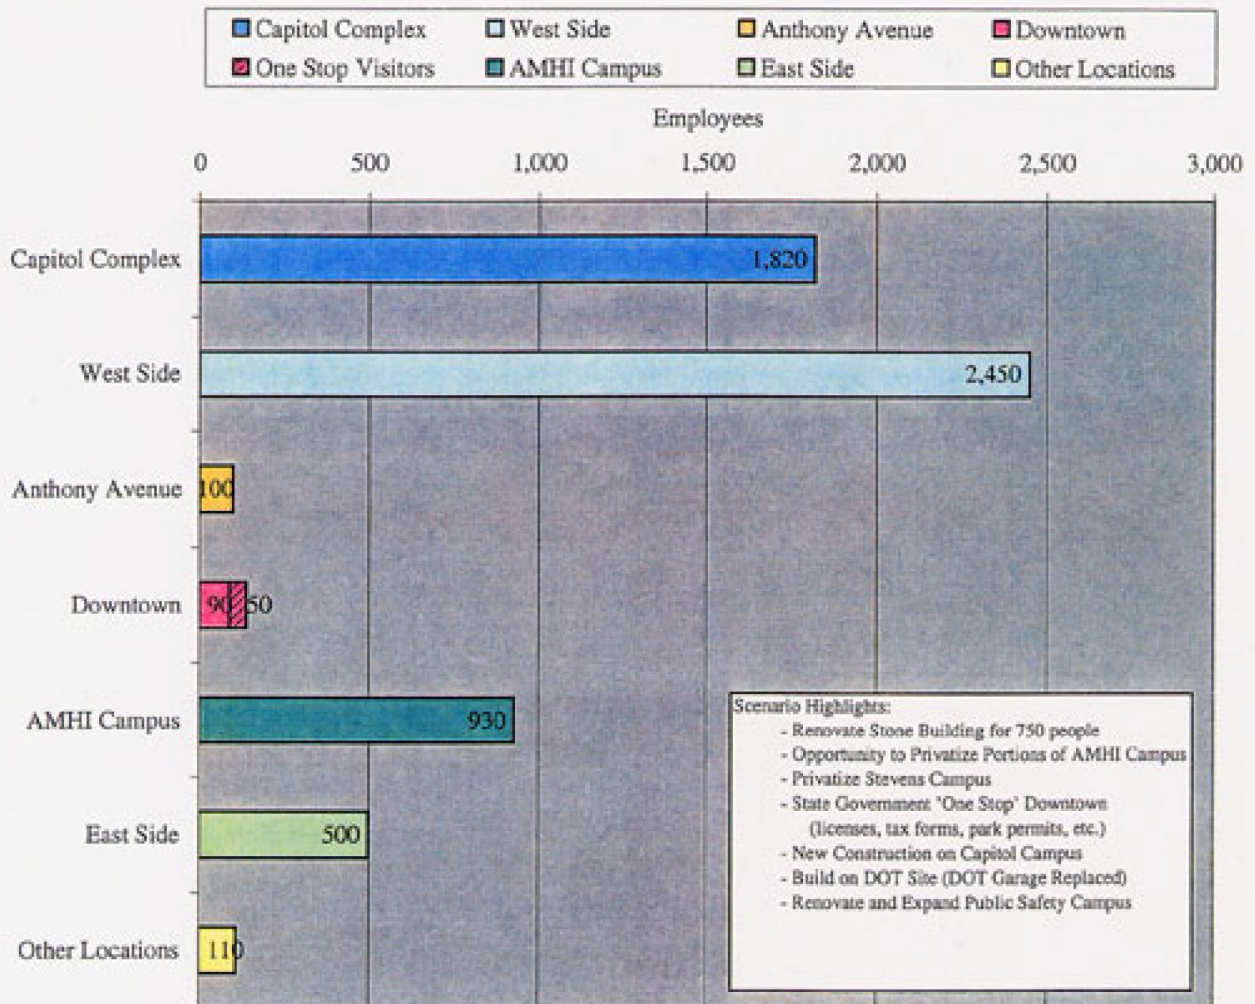 Capitol Complex West Side Anthony Avenue Downtown
One Stop Visitors AMHI Campus East Side Other Locations
Employees
0 500 1,000 1,500 2,000 2,500 3,000
Capitol Complex 1,820
West Side 2,450
Anthony Avenue 100
Downtown 90 50
AMHI Campus 930
East Side 500
Other Locations 110
Scenario Highlights:
- Renovate Stone Building for 750 people
- Opportunity to Privatize Portions of AMHI Campus
- Privatize Stevens Campus
- State Government "One Stop" Downtown
(licenses, tax forms, park permits, etc.)
- New Construction on Capitol Campus
- Build on DOT Site (DOT Garage Replaced)
- Renovate and Expand Public Safety Campus